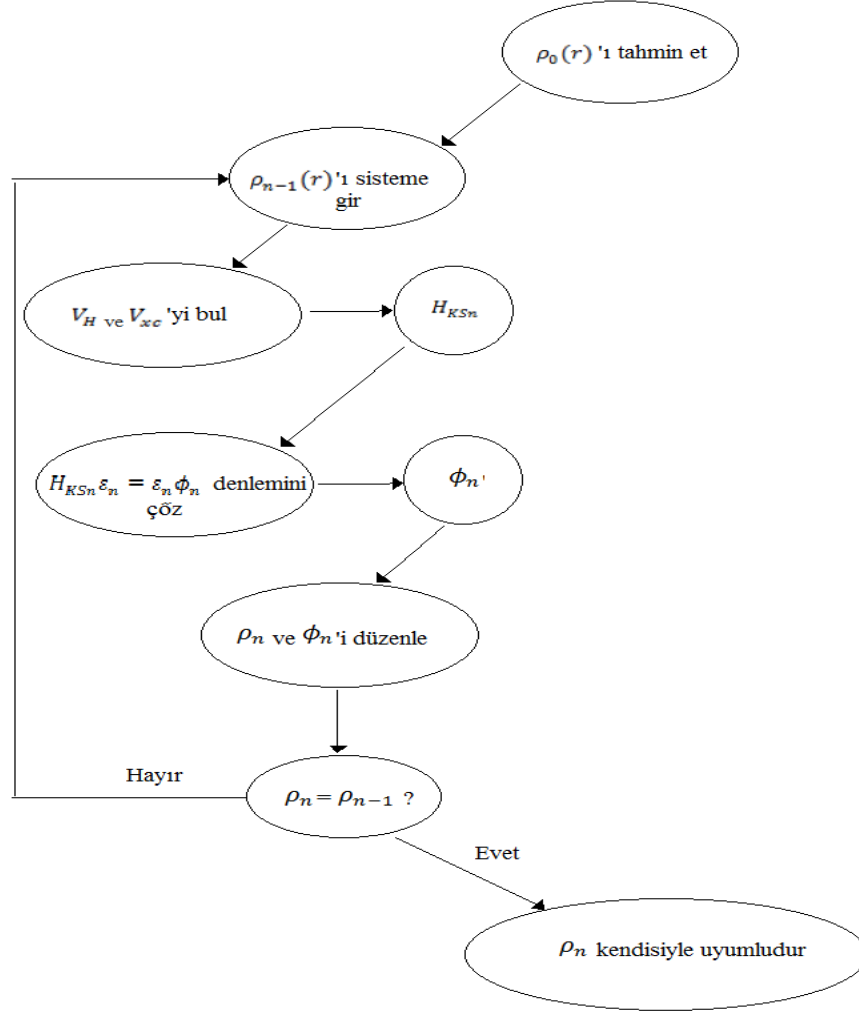 ρ₀(r) 'ı tahmin et
ρₙ₋₁(r)'ı sisteme
gir
V_H ve V_xc 'yi bul
H_KSn
H_KSn εₙ = εₙ ϕₙ denlemini
çöz
ϕₙ'
ρₙ ve ϕₙ'i düzenle
Hayır
ρₙ = ρₙ₋₁ ?
Evet
ρₙ kendisiyle uyumludur